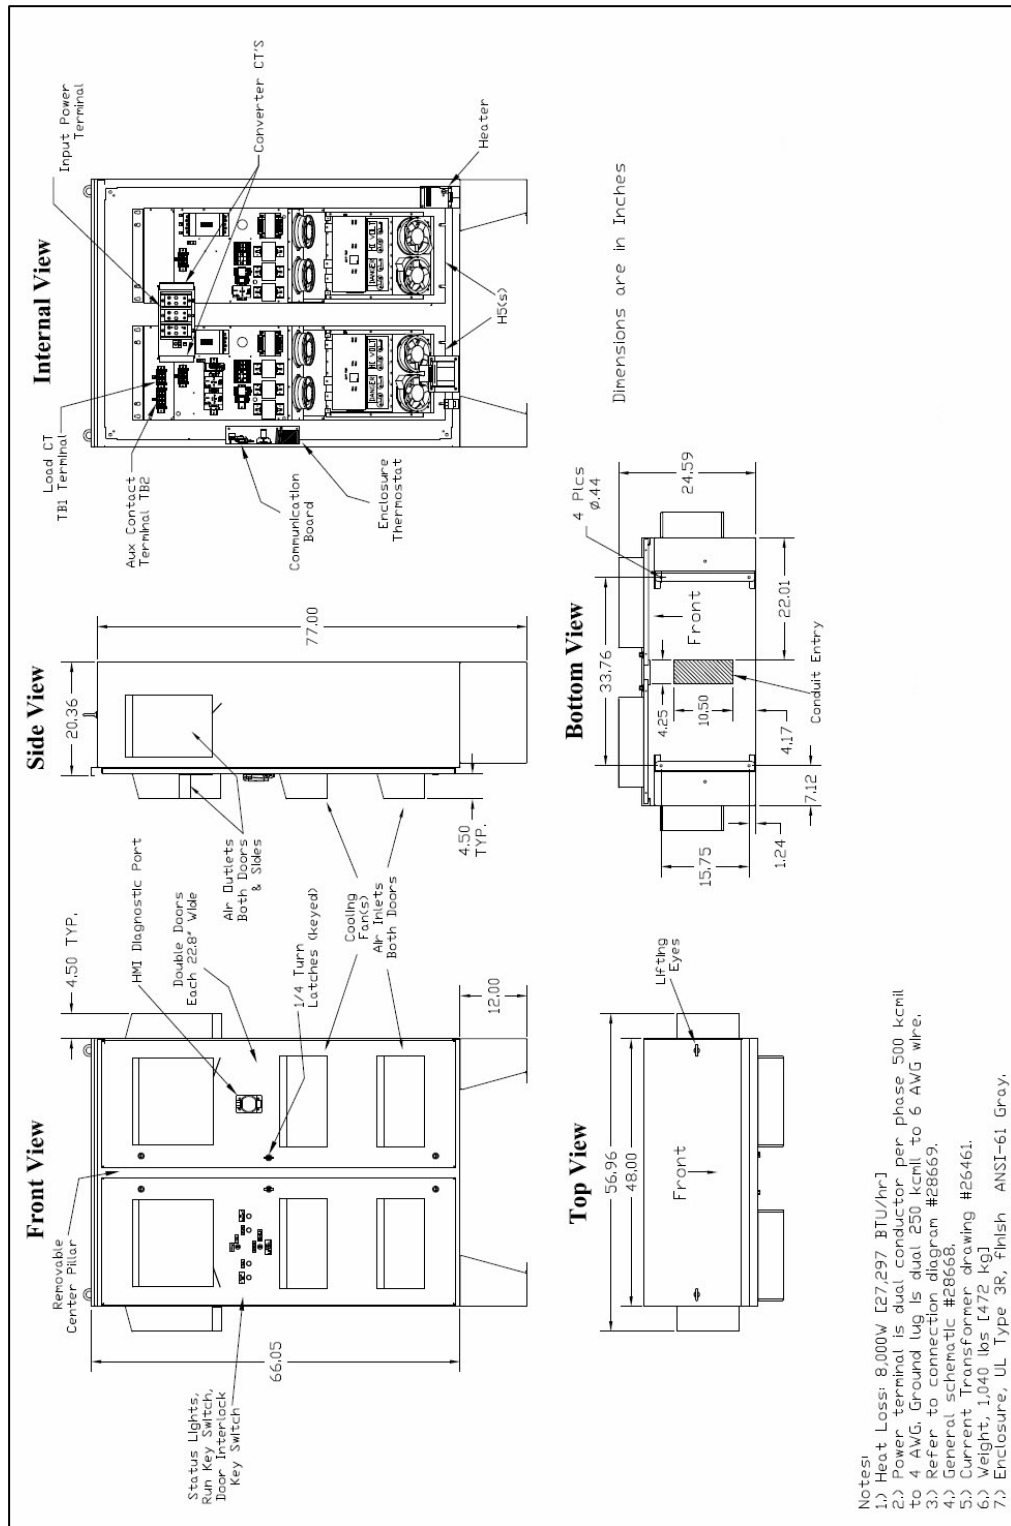 Front View
Removable
Center Pillar
4.50 TYP.
HMI Diagnostic Port
Double Doors
Each 22.8" Wide
1/4 Turn
Latches (keyed)
Status Lights,
Run Key Switch,
Door Interlock
Key Switch
66.05
12.00
Side View
20.36
77.00
Air Outlets
Both Doors
& Sides
Cooling
Fan(s)
Air Inlets
Both Doors
4.50
TYP.
Internal View
Load CT
TB1 Terminal
Aux Contact
Terminal TB2
Input Power
Terminal
Converter CT'S
Communication
Board
Enclosure
Thermostat
DANGER
HI VOLT
DANGER
HI VOLT
H5(s)
Heater
Top View
56.96
48.00
Front
Lifting
Eyes
Bottom View
33.76
4 Plcs
Ø.44
4.25
10.50
Front
24.59
15.75
1.24
7.12
4.17
22.01
Conduit Entry
Dimensions are in Inches
Notes:
1.) Heat Loss: 8,000W [27,297 BTU/hr]
2.) Power terminal is dual conductor per phase 500 kcmil
to 4 AWG. Ground lug is dual 250 kcmil to 6 AWG wire.
3.) Refer to connection diagram #28669.
4.) General schematic #28668.
5.) Current Transformer drawing #26461.
6.) Weight, 1,040 lbs [472 kg]
7.) Enclosure, UL Type 3R, finish ANSI-61 Gray.